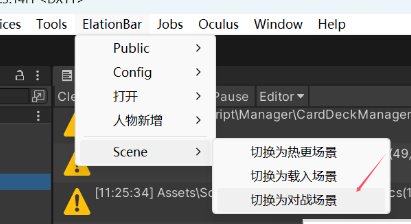 <DX11>
ices Tools ElationBar Jobs Oculus Window Help
Public
Config
打开
人物新增
Scene
切换为热更场景
切换为载入场景
切换为对战场景
Cle
Pause Editor
ript\Manager\CardDeckManager
(49,
[11:25:34] Assets\Sc
cs(1